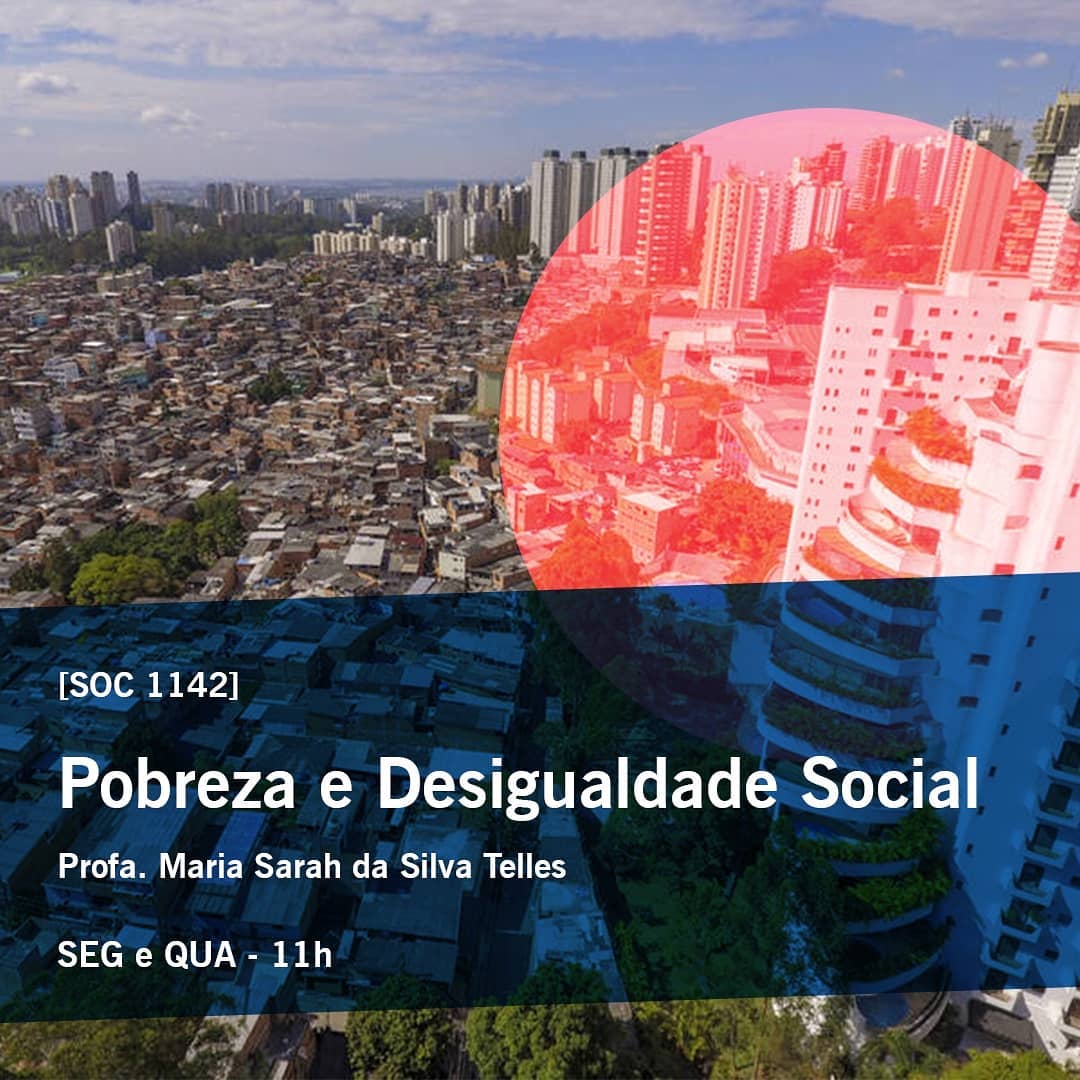 [SOC 1142]
Pobreza e Desigualdade Social
Profa. Maria Sarah da Silva Telles
SEG e QUA - 11h